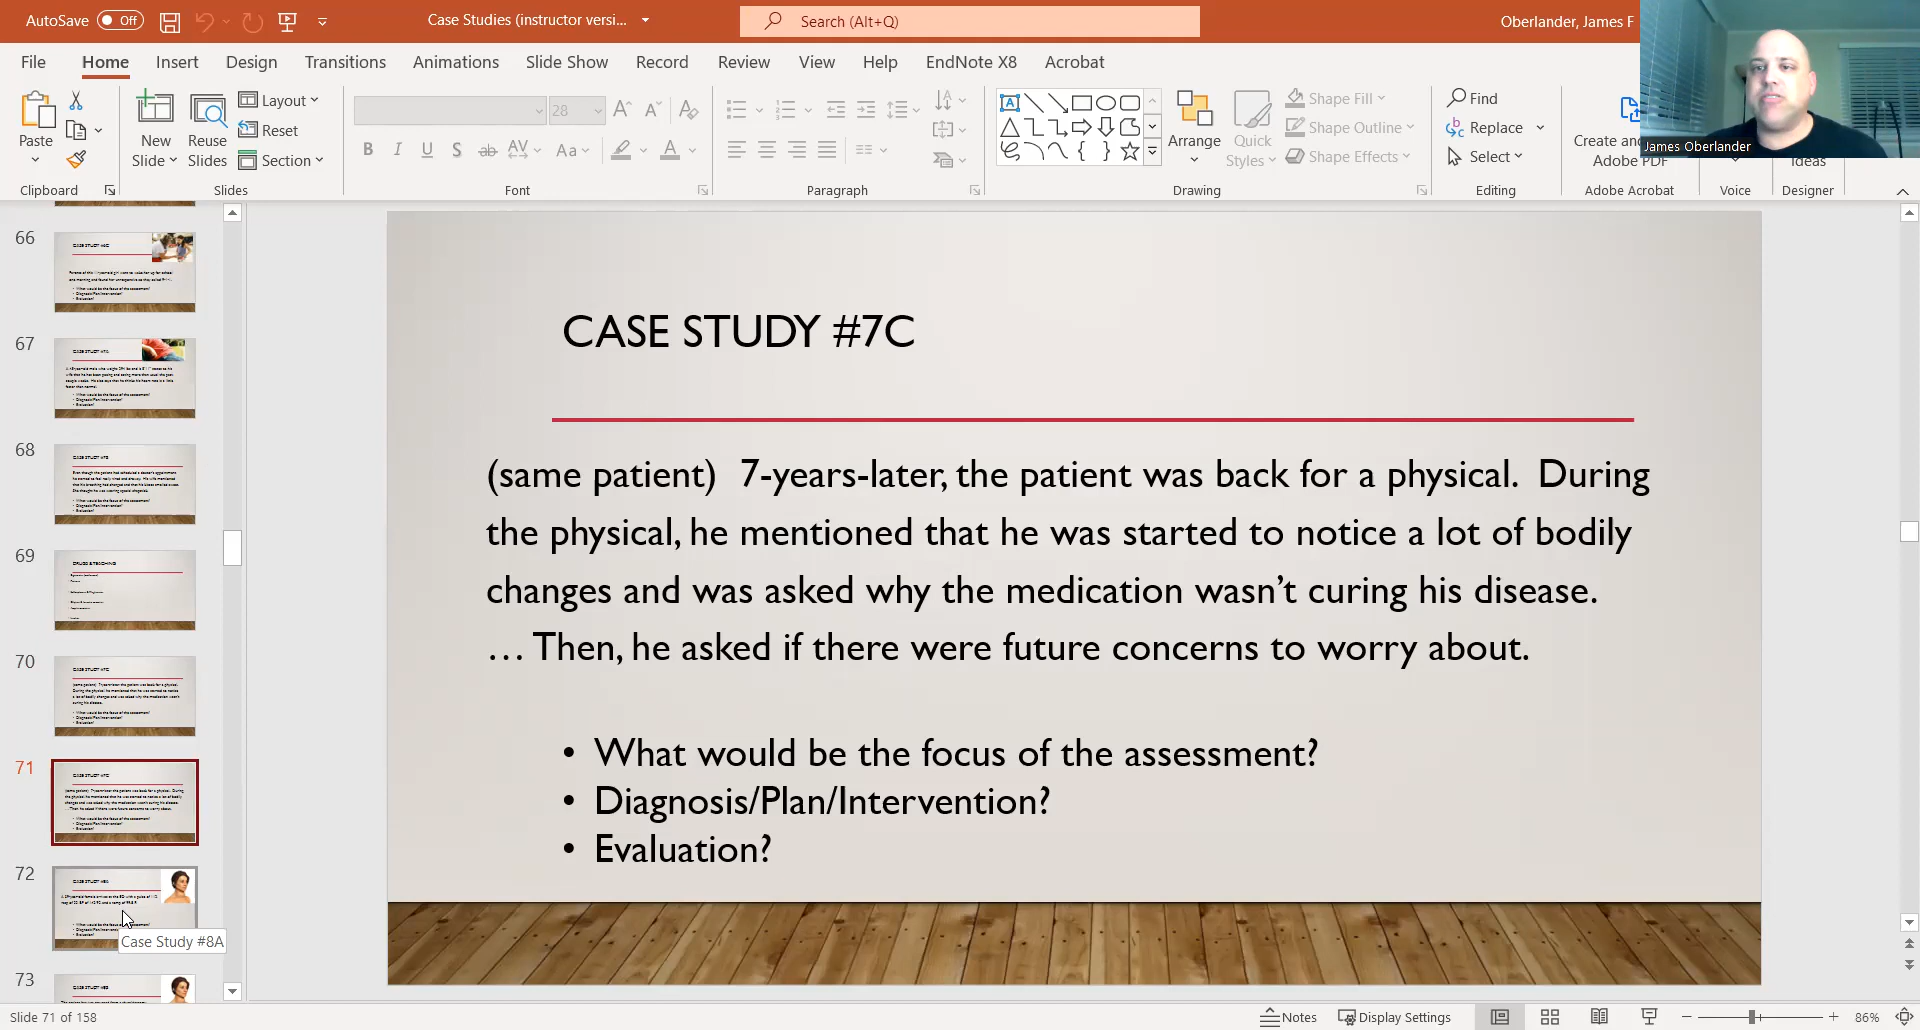 AutoSave Off
Case Studies (instructor versi...
Search (Alt+Q)
Oberlander, James F
File Home Insert Design Transitions Animations Slide Show Record Review View Help EndNote X8 Acrobat
Paste
New Slide
Reuse Slides
Layout
Reset
Section
28
B I U S ab AV Aa A
Arrange
Quick Styles
Shape Fill
Shape Outline
Shape Effects
Find
Replace
Select
Adobe PDF
James Oberlander
Ideas
Clipboard Slides Font Paragraph Drawing Editing Adobe Acrobat Voice Designer
66
67
68
69
70
71
72
73
Case Study #8A
CASE STUDY #7C
(same patient) 7-years-later, the patient was back for a physical. During
the physical, he mentioned that he was started to notice a lot of bodily
changes and was asked why the medication wasn't curing his disease.
… Then, he asked if there were future concerns to worry about.
• What would be the focus of the assessment?
• Diagnosis/Plan/Intervention?
• Evaluation?
Slide 71 of 158
Notes
Display Settings
86%